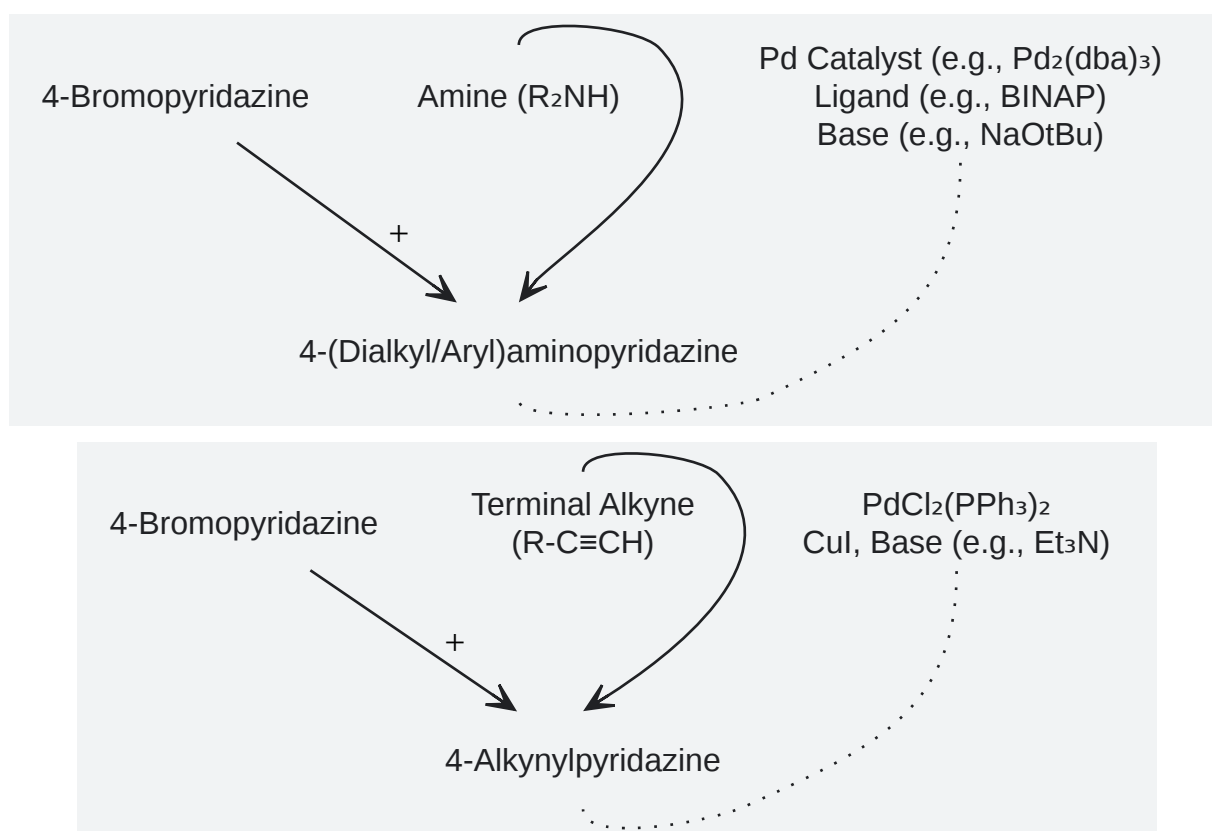 4-Bromopyridazine
Amine (R₂NH)
Pd Catalyst (e.g., Pd₂(dba)₃)
Ligand (e.g., BINAP)
Base (e.g., NaOtBu)
+
4-(Dialkyl/Aryl)aminopyridazine
4-Bromopyridazine
Terminal Alkyne
(R-C≡CH)
PdCl₂(PPh₃)₂
CuI, Base (e.g., Et₃N)
+
4-Alkynylpyridazine